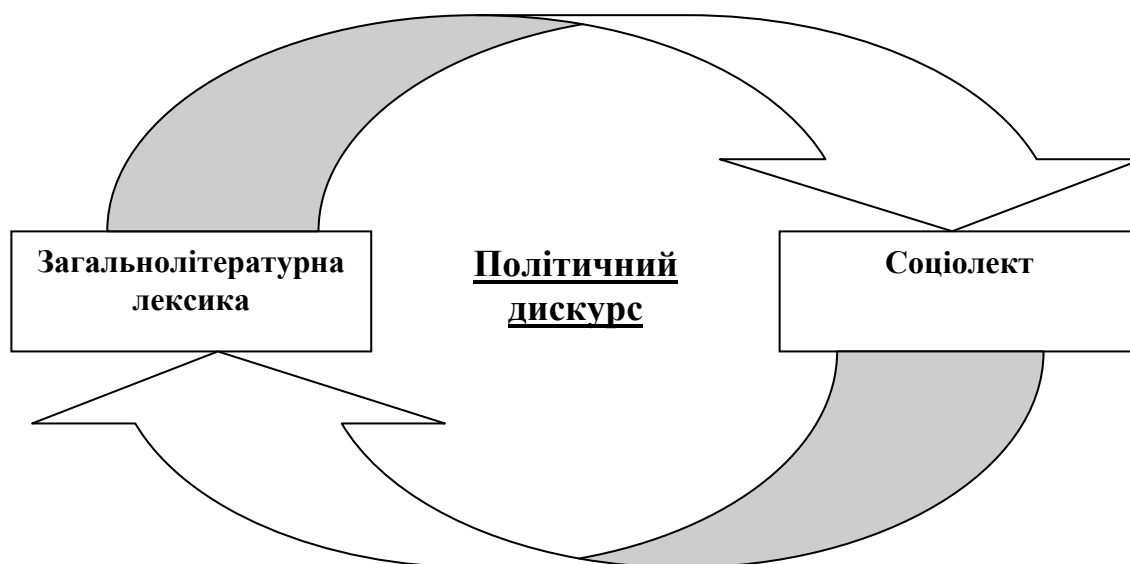 Загальнолітературна
лексика
Політичний
дискурс
Соціолект